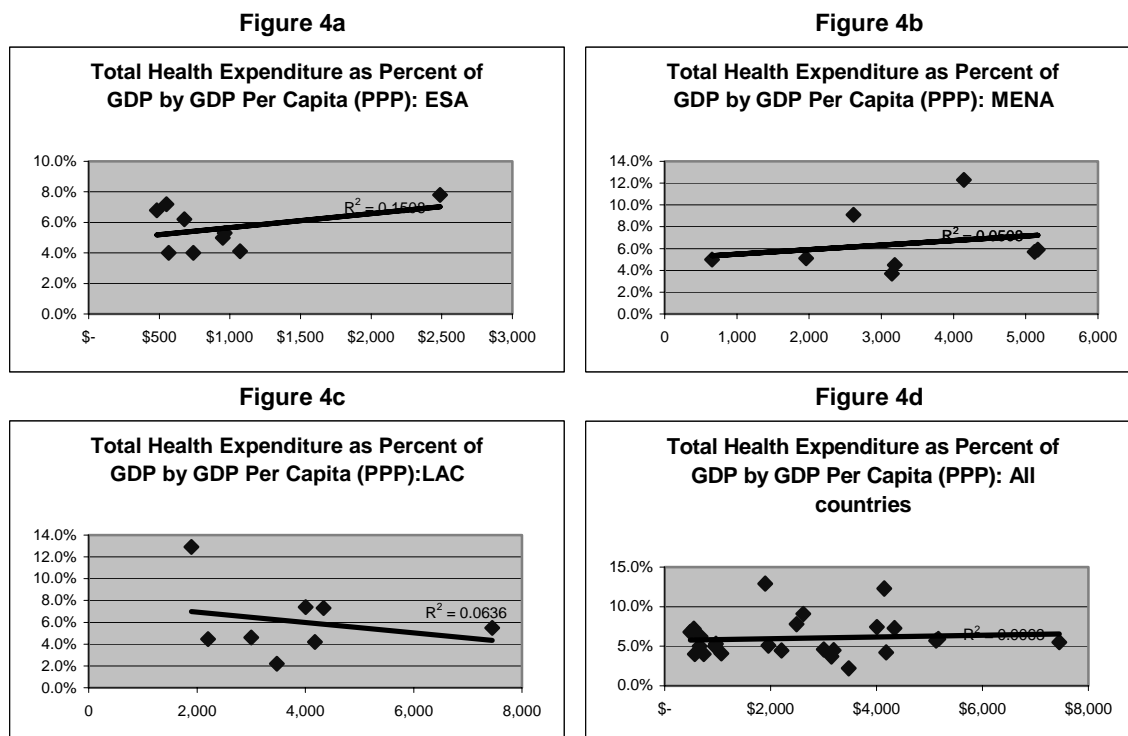 Figure 4a
Total Health Expenditure as Percent of
GDP by GDP Per Capita (PPP): ESA
10.0%
8.0%
6.0%
4.0%
2.0%
0.0%
R² =
$-
$500
$1,000
$1,500
$2,000
$2,500
$3,000
Figure 4b
Total Health Expenditure as Percent of
GDP by GDP Per Capita (PPP): MENA
14.0%
12.0%
10.0%
8.0%
6.0%
4.0%
2.0%
0.0%
R² =
0
1,000
2,000
3,000
4,000
5,000
6,000
Figure 4c
Total Health Expenditure as Percent of
GDP by GDP Per Capita (PPP):LAC
14.0%
12.0%
10.0%
8.0%
6.0%
4.0%
2.0%
0.0%
R² = 0.0636
0
2,000
4,000
6,000
8,000
Figure 4d
Total Health Expenditure as Percent of
GDP by GDP Per Capita (PPP): All
countries
15.0%
10.0%
5.0%
0.0%
R² =
$-
$2,000
$4,000
$6,000
$8,000